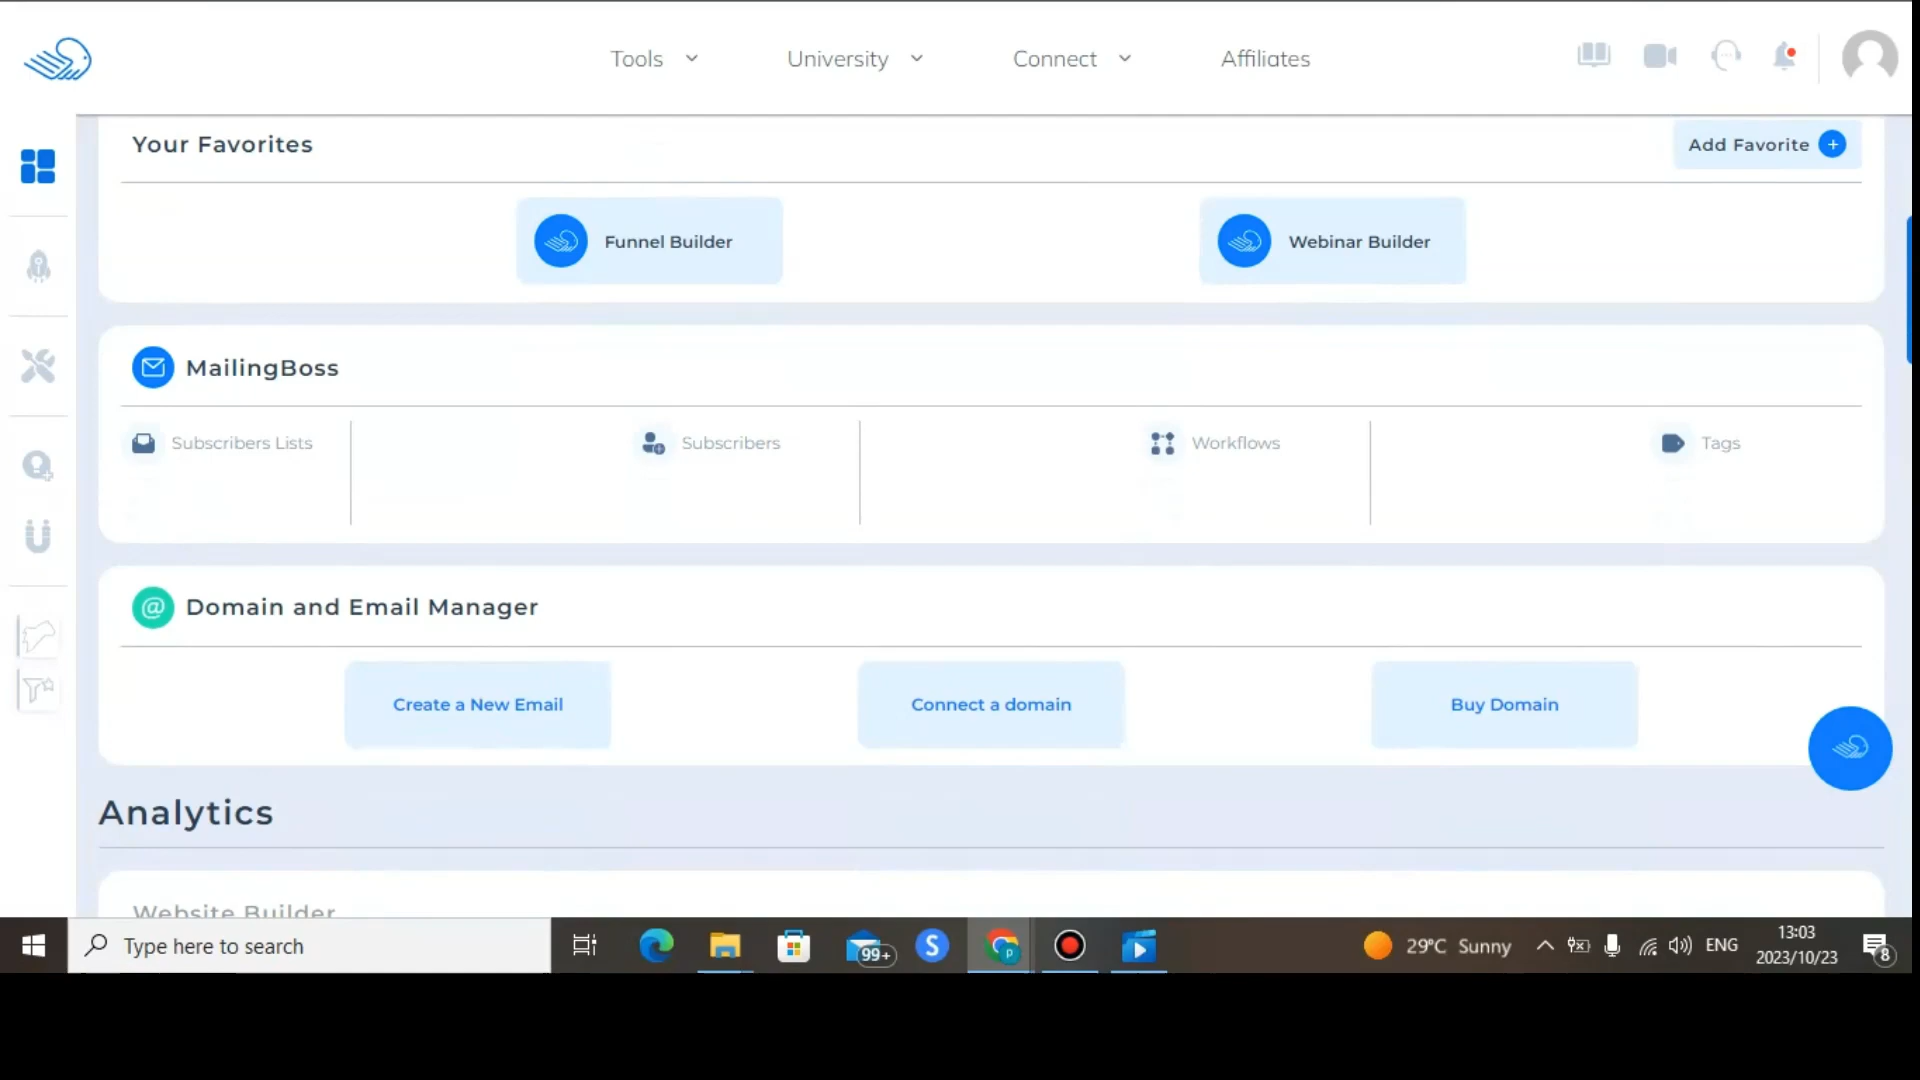 Tools University Connect Affiliates
Your Favorites Add Favorite +
Funnel Builder Webinar Builder
MailingBoss
Subscribers Lists Subscribers Workflows Tags
@ Domain and Email Manager
Create a New Email Connect a domain Buy Domain
Analytics
Website Builder
Type here to search 99+ S p 29°C Sunny ENG 13:03
2023/10/23 8